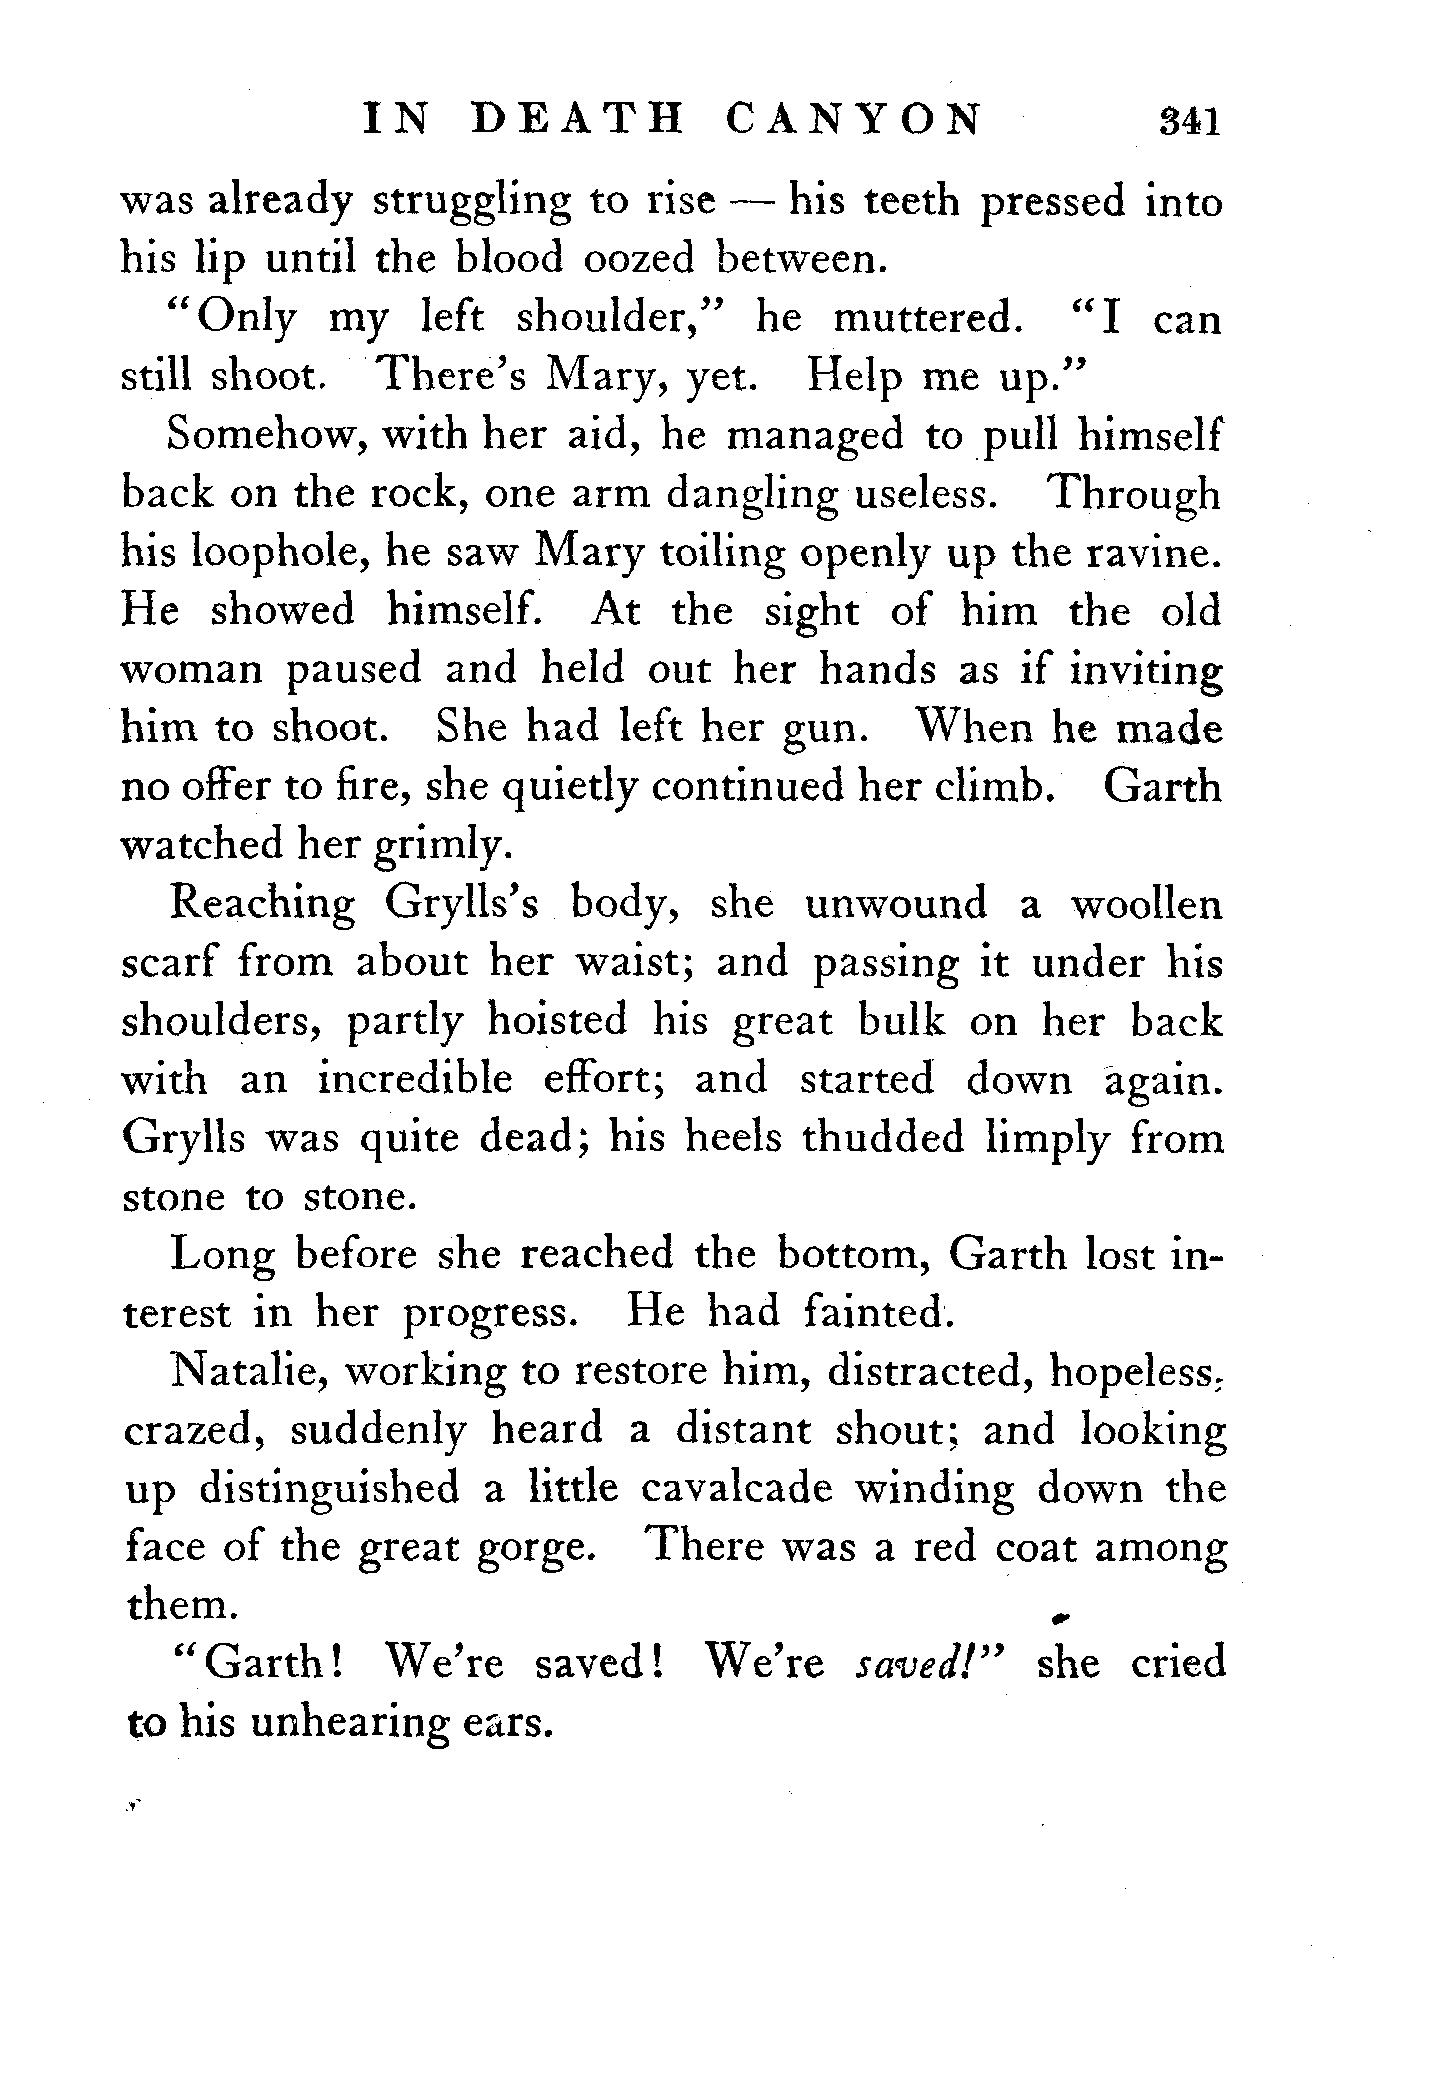 IN DEATH CANYON 341
was already struggling to rise — his teeth pressed into
his lip until the blood oozed between.
“Only my left shoulder,” he muttered. “I can
still shoot. There’s Mary, yet. Help me up.”
Somehow, with her aid, he managed to pull himself
back on the rock, one arm dangling useless. Through
his loophole, he saw Mary toiling openly up the ravine.
He showed himself. At the sight of him the old
woman paused and held out her hands as if inviting
him to shoot. She had left her gun. When he made
no offer to fire, she quietly continued her climb. Garth
watched her grimly.
Reaching Grylls’s body, she unwound a woollen
scarf from about her waist; and passing it under his
shoulders, partly hoisted his great bulk on her back
with an incredible effort; and started down again.
Grylls was quite dead; his heels thudded limply from
stone to stone.
Long before she reached the bottom, Garth lost in-
terest in her progress. He had fainted.
Natalie, working to restore him, distracted, hopeless,
crazed, suddenly heard a distant shout; and looking
up distinguished a little cavalcade winding down the
face of the great gorge. There was a red coat among
them.
“Garth! We’re saved! We’re saved!” she cried
to his unhearing ears.